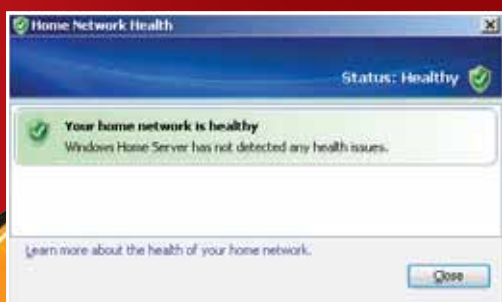 Home Network Health
Status: Healthy
Your home network is healthy
Windows Home Server has not detected any health issues.
Learn more about the health of your home network.
Close